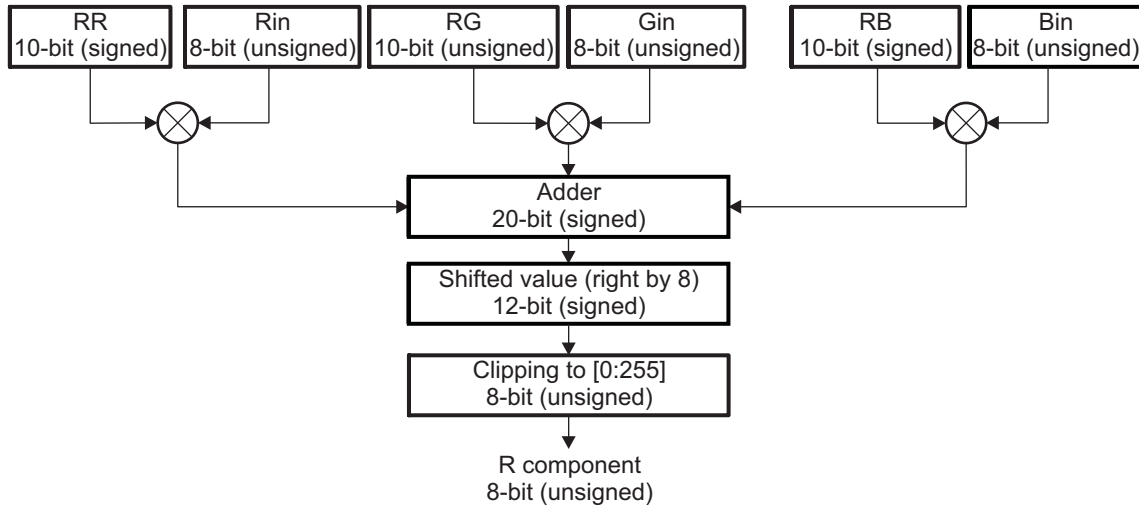 RR
10-bit (signed)
Rin
8-bit (unsigned)
RG
10-bit (unsigned)
Gin
8-bit (unsigned)
RB
10-bit (signed)
Bin
8-bit (unsigned)
Adder
20-bit (signed)
Shifted value (right by 8)
12-bit (signed)
Clipping to [0:255]
8-bit (unsigned)
R component
8-bit (unsigned)